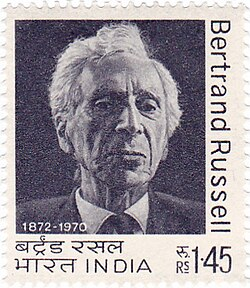 Bertrand Russell
1872-1970
बर्ट्रंड रसल
भारत INDIA
रु. Rs 1.45